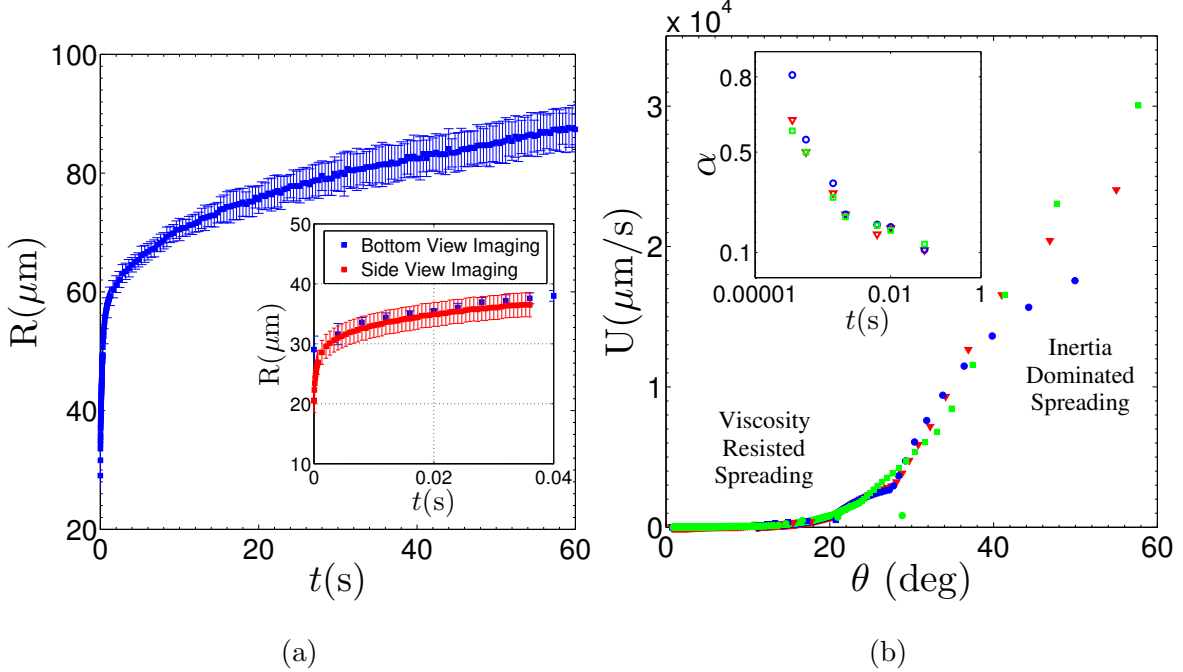 100
80
60
40
20
R(μm)
0
20
40
60
t(s)
50
40
30
20
10
R(μm)
0
0.02
0.04
t(s)
Bottom View Imaging
Side View Imaging
(a)
x 10⁴
3
2
1
0
U(μm/s)
0
20
40
60
θ (deg)
0.8
0.5
0.1
α
0.00001
0.01
1
t(s)
Viscosity
Resisted
Spreading
Inertia
Dominated
Spreading
(b)